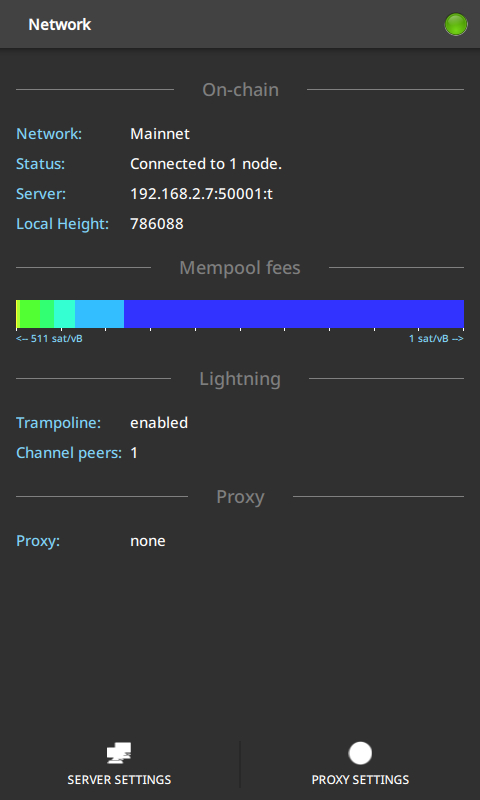 Network
On-chain
Network: Mainnet
Status: Connected to 1 node.
Server: 192.168.2.7:50001:t
Local Height: 786088
Mempool fees
<-- 511 sat/vB 1 sat/vB -->
Lightning
Trampoline: enabled
Channel peers: 1
Proxy
Proxy: none
SERVER SETTINGS PROXY SETTINGS